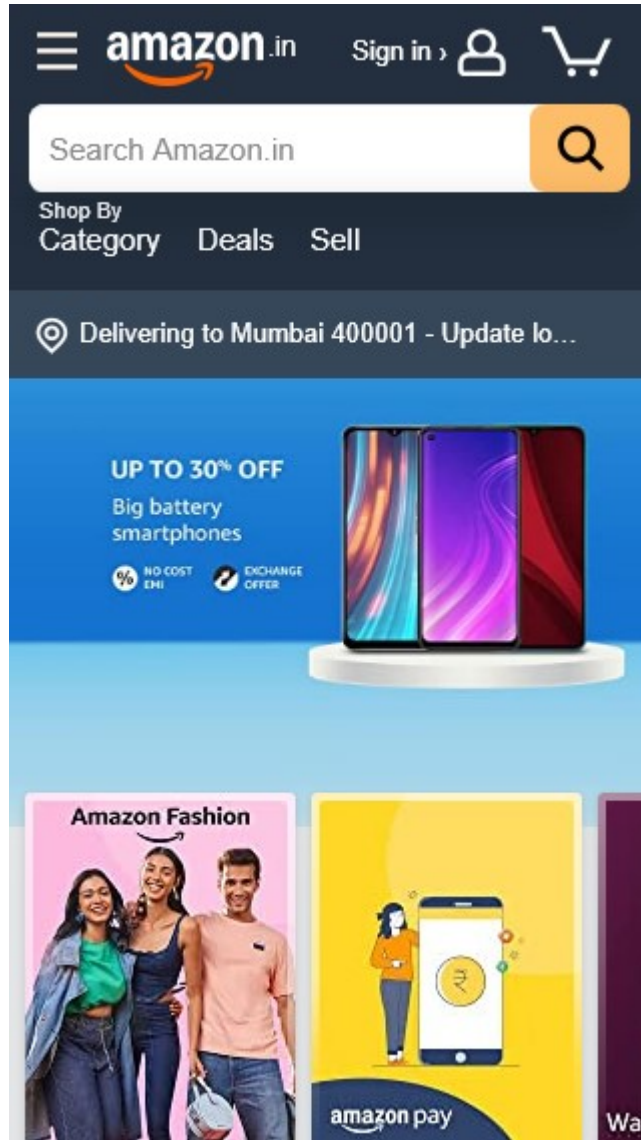 amazon.in
Sign in ›
Search Amazon.in
Shop By
Category Deals Sell
Delivering to Mumbai 400001 - Update lo...
UP TO 30% OFF
Big battery
smartphones
% NO COST
EMI
EXCHANGE
OFFER
Amazon Fashion
₹
amazon pay
Wa